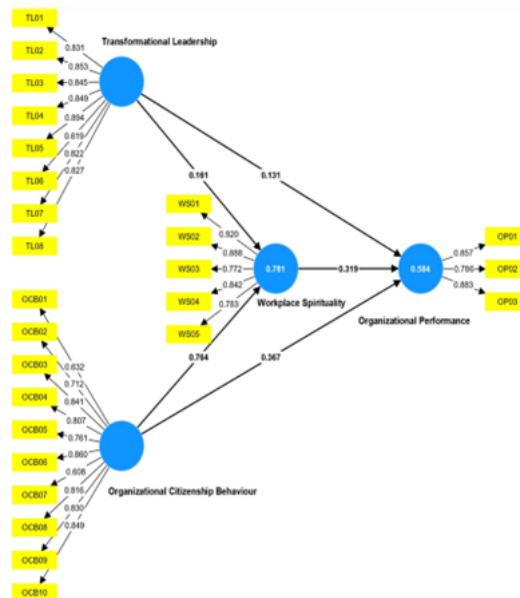 TL01
Transformational Leadership
0.831
TL02
0.853
TL03
0.845
0.849
TL04
0.894
TL05
0.619
0.822
TL06
0.827
TL07
TL08
0.161
0.131
WS01
0.920
WS02
0.888
WS03
0.772
0.842
WS04
0.783
WS05
0.781
Workplace Spirituality
0.319
0.584
Organizational Performance
0.857
OP01
0.786
OP02
0.883
OP03
0.764
0.367
OCB01
OCB02
0.632
OCB03
0.712
0.841
OCB04
0.807
OCB05
0.761
OCB06
0.860
0.608
OCB07
0.816
OCB08
0.830
0.849
OCB09
OCB10
Organizational Citizenship Behaviour